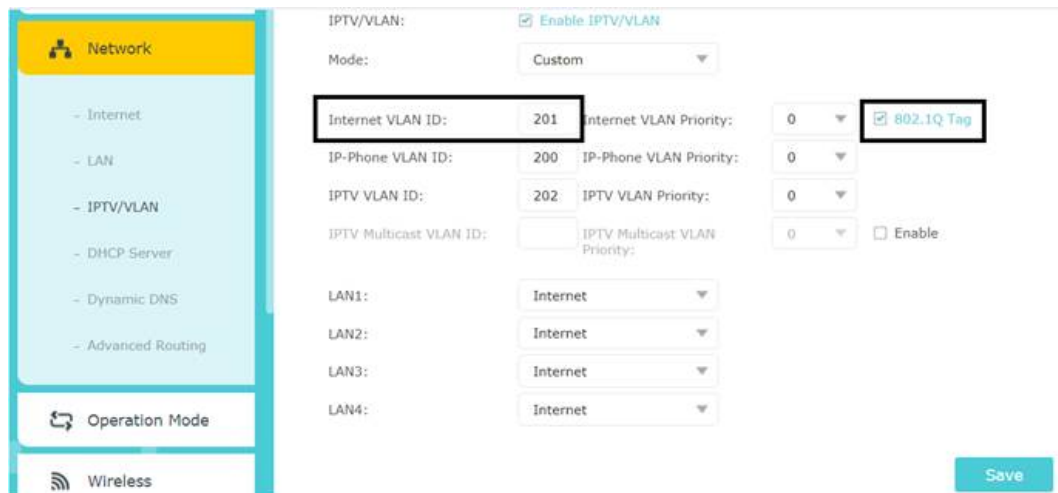 IPTV/VLAN: Enable IPTV/VLAN
Network
Mode: Custom
- Internet
Internet VLAN ID: 201 Internet VLAN Priority: 0 802.1Q Tag
- LAN
IP-Phone VLAN ID: 200 IP-Phone VLAN Priority: 0
- IPTV/VLAN
IPTV VLAN ID: 202 IPTV VLAN Priority: 0
- DHCP Server
IPTV Multicast VLAN ID: IPTV Multicast VLAN Priority: 0 Enable
- Dynamic DNS
LAN1: Internet
- Advanced Routing
LAN2: Internet
LAN3: Internet
Operation Mode
LAN4: Internet
Wireless
Save